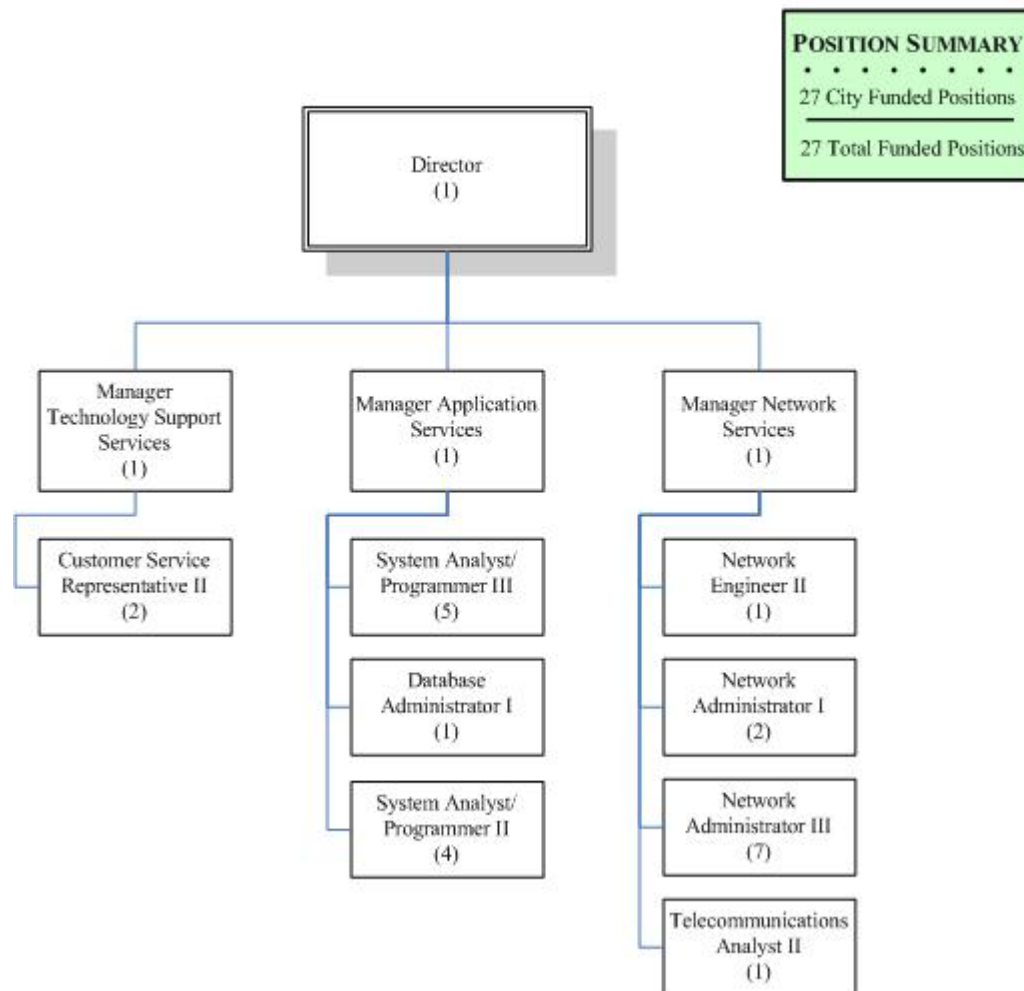 POSITION SUMMARY
27 City Funded Positions
27 Total Funded Positions
Director
(1)
Manager
Technology Support
Services
(1)
Customer Service
Representative II
(2)
Manager Application
Services
(1)
System Analyst/
Programmer III
(5)
Database
Administrator I
(1)
System Analyst/
Programmer II
(4)
Manager Network
Services
(1)
Network
Engineer II
(1)
Network
Administrator I
(2)
Network
Administrator III
(7)
Telecommunications
Analyst II
(1)